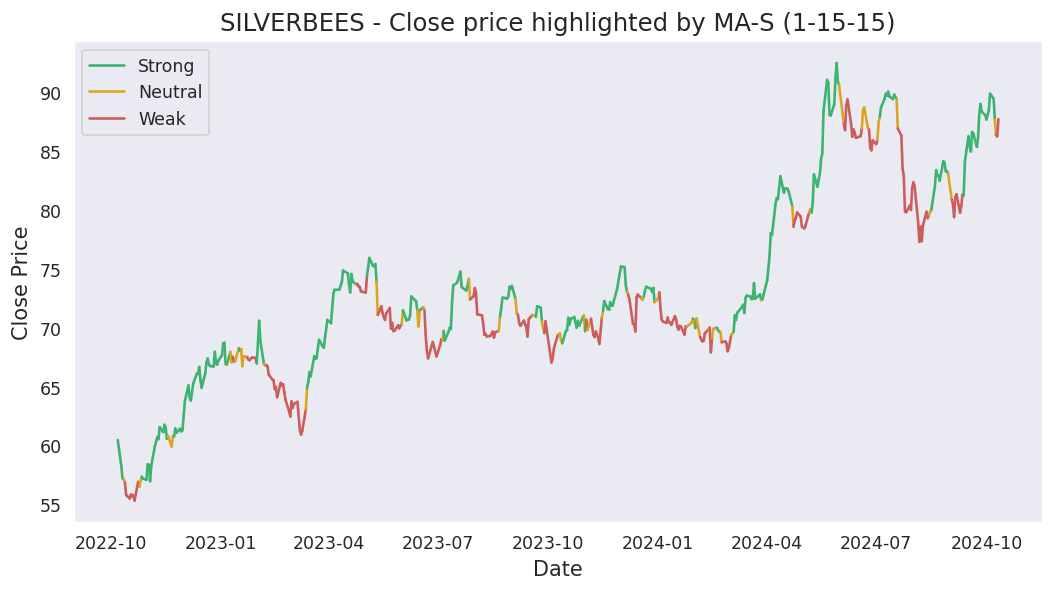 SILVERBEES - Close price highlighted by MA-S (1-15-15)
Strong
Neutral
Weak
Close Price
90
85
80
75
70
65
60
55
2022-10
2023-01
2023-04
2023-07
2023-10
2024-01
2024-04
2024-07
2024-10
Date